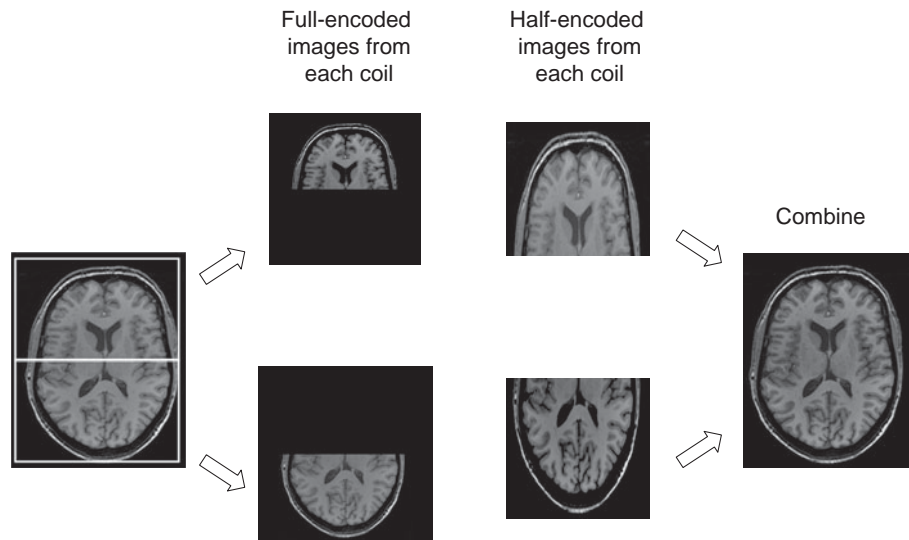 Full-encoded
images from
each coil
Half-encoded
images from
each coil
Combine